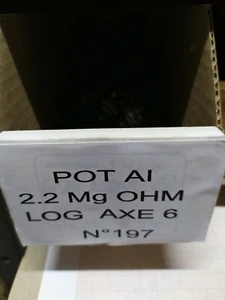 POT AI
2.2 Mg OHM
LOG AXE 6
N°197